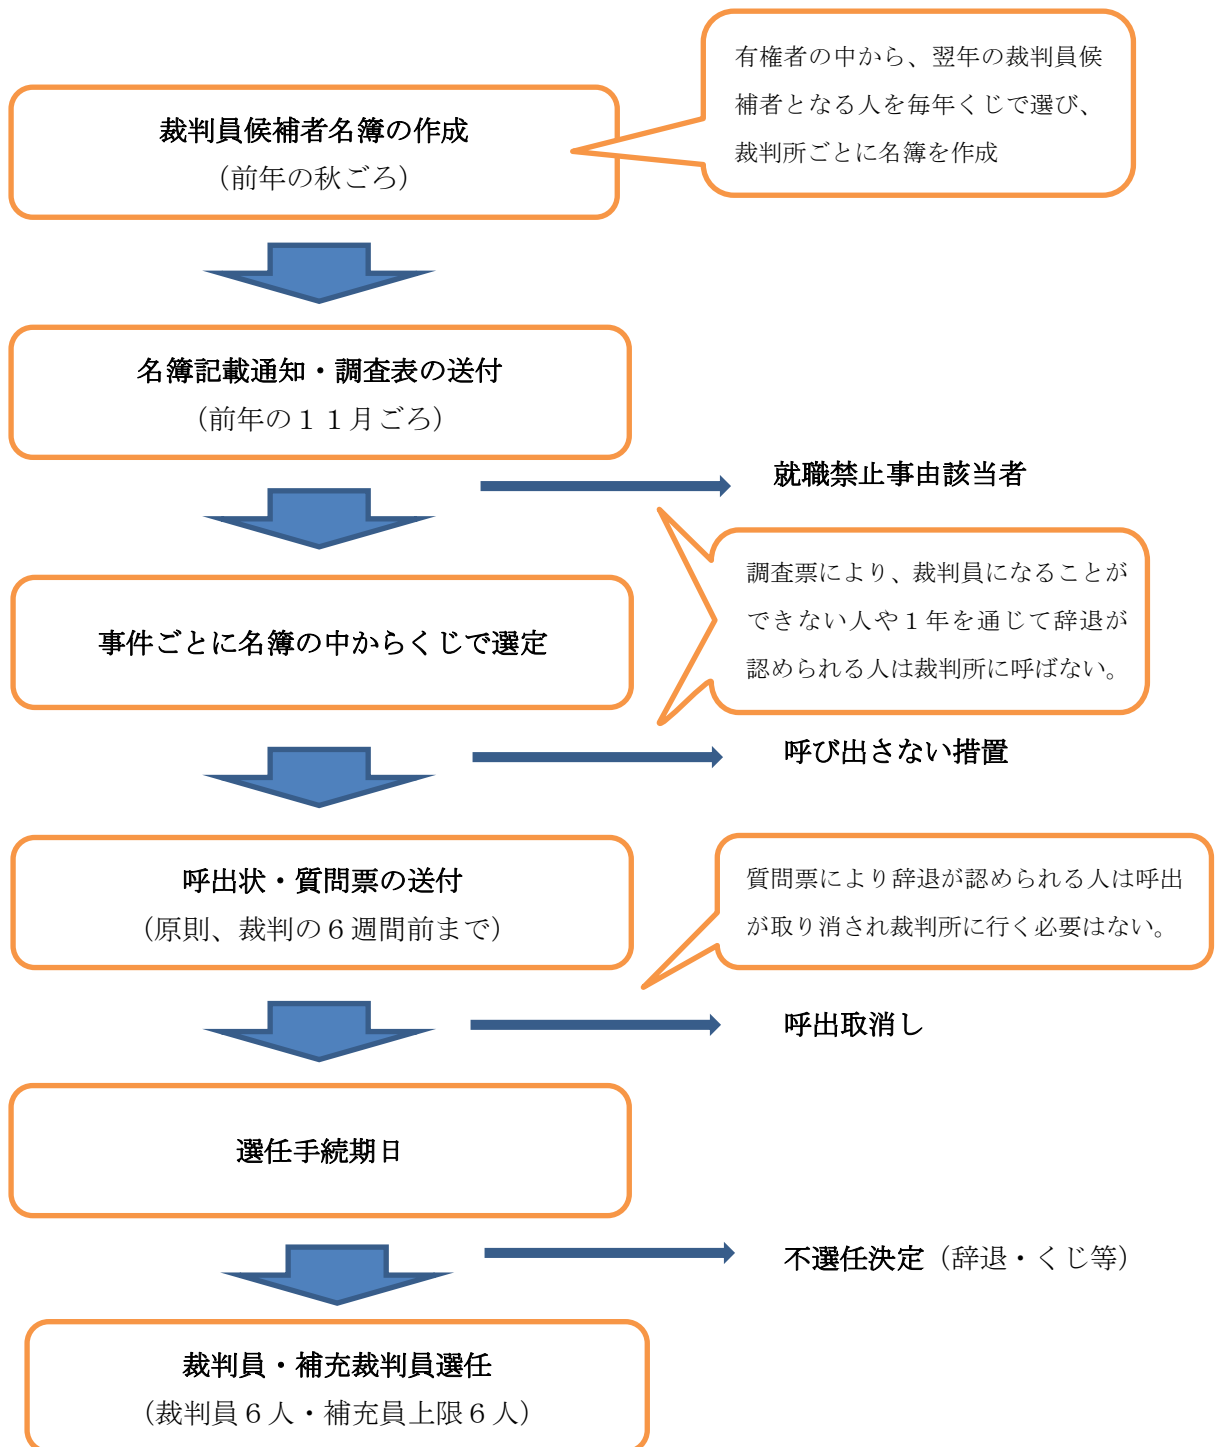 有権者の中から、翌年の裁判員候
補者となる人を毎年くじで選び、
裁判所ごとに名簿を作成
裁判員候補者名簿の作成
（前年の秋ごろ）
名簿記載通知・調査表の送付
（前年の１１月ごろ）
就職禁止事由該当者
調査票により、裁判員になることが
できない人や１年を通じて辞退が
認められる人は裁判所に呼ばない。
事件ごとに名簿の中からくじで選定
呼び出さない措置
呼出状・質問票の送付
（原則、裁判の６週間前まで）
質問票により辞退が認められる人は呼出
が取り消され裁判所に行く必要はない。
呼出取消し
選任手続期日
不選任決定（辞退・くじ等）
裁判員・補充裁判員選任
（裁判員６人・補充員上限６人）